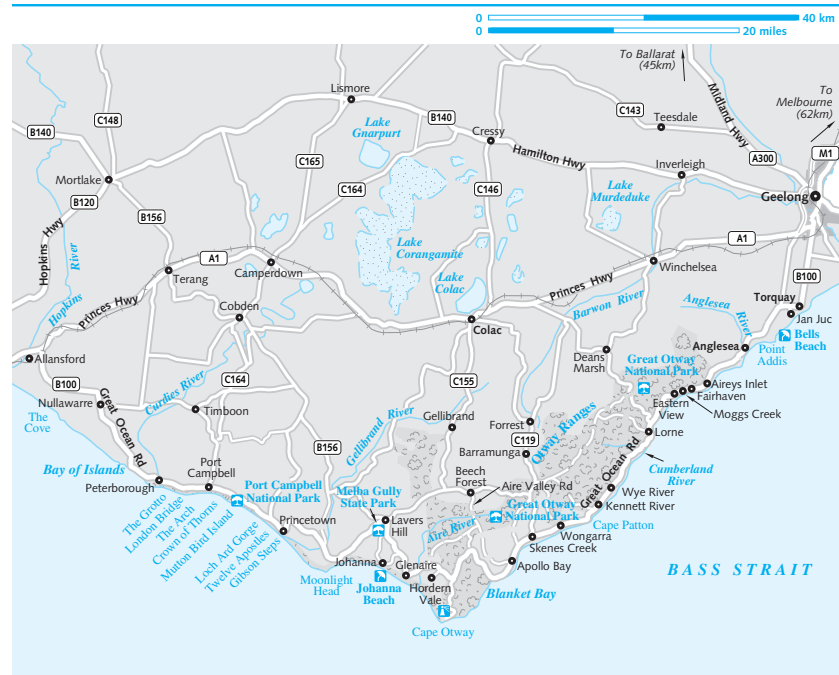 0 40 km
0 20 miles
To Ballarat
(45km)
To
Melbourne
(62km)
Lismore
C148
B140
Lake
Gnarpurt
B140
C143
Teesdale
Midland Hwy
Cressy
Hamilton Hwy
A300
M1
C165
Mortlake
C164
C146
Inverleigh
Lake
Murdeduke
Geelong
B120
B156
Hopkins Hwy
Hopkins River
A1
Lake
Corangamite
A1
Terang
Camperdown
Lake
Colac
Winchelsea
B100
Princes Hwy
Princes Hwy
Barwon River
Anglesea River
Torquay
Cobden
Jan Juc
Colac
Bells
Beach
Allansford
Deans
Marsh
Anglesea
Point
Addis
Great Otway
National Park
B100
C164
C155
Aireys Inlet
Fairhaven
Nullawarre
Curdies River
Timboon
Eastern
View
Moggs Creek
The
Cove
Great Ocean Rd
Gellibrand River
Gellibrand
Forrest
Otway Ranges
Lorne
B156
C119
Barramunga
Bay of Islands
Port
Campbell
Great Ocean Rd
Cumberland
River
Peterborough
Port Campbell
National Park
Melba Gully
State Park
Beech
Forest
Aire Valley Rd
Wye River
Kennett River
The Grotto
London Bridge
The Arch
Crown of Thorns
Mutton Bird Island
Loch Ard Gorge
Twelve Apostles
Gibson Steps
Princetown
Lavers
Hill
Aire River
Great Otway
National Park
Cape Patton
Wongarra
Skenes Creek
Johanna
Glenaire
Apollo Bay
Moonlight
Head
Johanna
Beach
Hordern
Vale
Blanket Bay
BASS STRAIT
Cape Otway